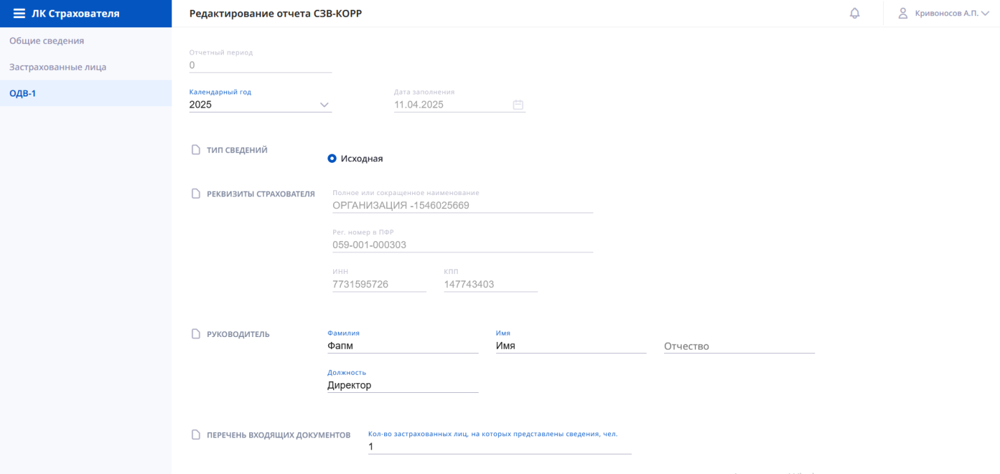 ЛК Страхователя
Редактирование отчета СЗВ-КОРР
Кривоносов А.П.
Общие сведения
Застрахованные лица
ОДВ-1
Отчетный период
0
Календарный год
2025
Дата заполнения
11.04.2025
ТИП СВЕДЕНИЙ
Исходная
РЕКВИЗИТЫ СТРАХОВАТЕЛЯ
Полное или сокращенное наименование
ОРГАНИЗАЦИЯ -1546025669
Рег. номер в ПФР
059-001-000303
ИНН
7731595726
КПП
147743403
РУКОВОДИТЕЛЬ
Фамилия
Фапм
Имя
Имя
Отчество
Должность
Директор
ПЕРЕЧЕНЬ ВХОДЯЩИХ ДОКУМЕНТОВ
Кол-во застрахованных лиц, на которых представлены сведения, чел.
1